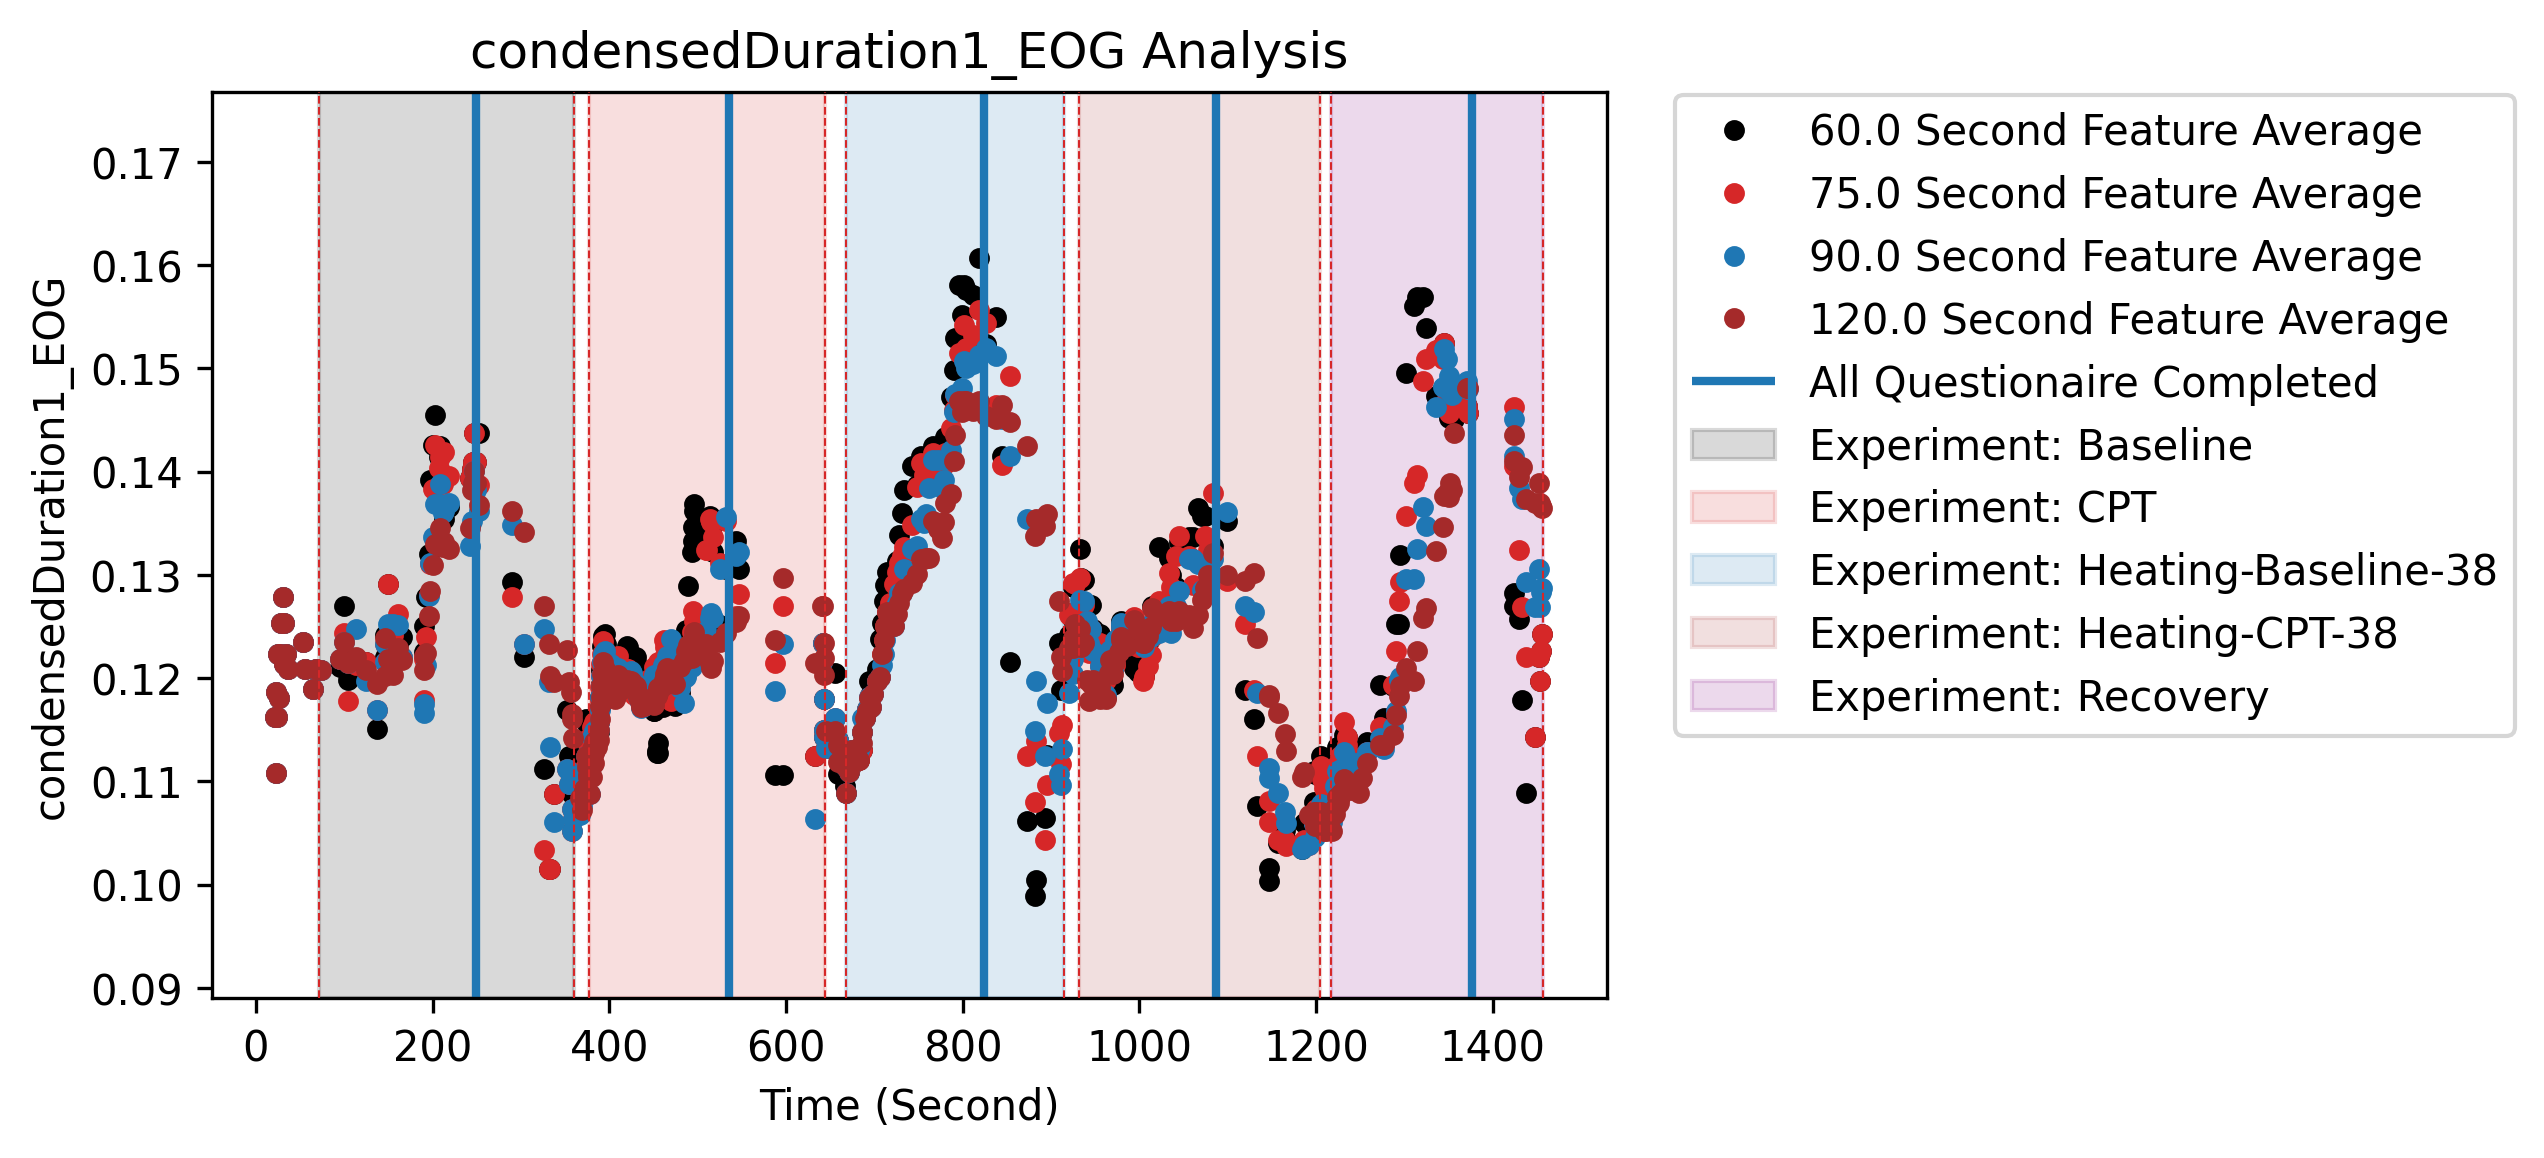 condensedDuration1_EOG Analysis
condensedDuration1_EOG
0.17
0.16
0.15
0.14
0.13
0.12
0.11
0.10
0.09
0 200 400 600 800 1000 1200 1400
Time (Second)
60.0 Second Feature Average
75.0 Second Feature Average
90.0 Second Feature Average
120.0 Second Feature Average
All Questionaire Completed
Experiment: Baseline
Experiment: CPT
Experiment: Heating-Baseline-38
Experiment: Heating-CPT-38
Experiment: Recovery